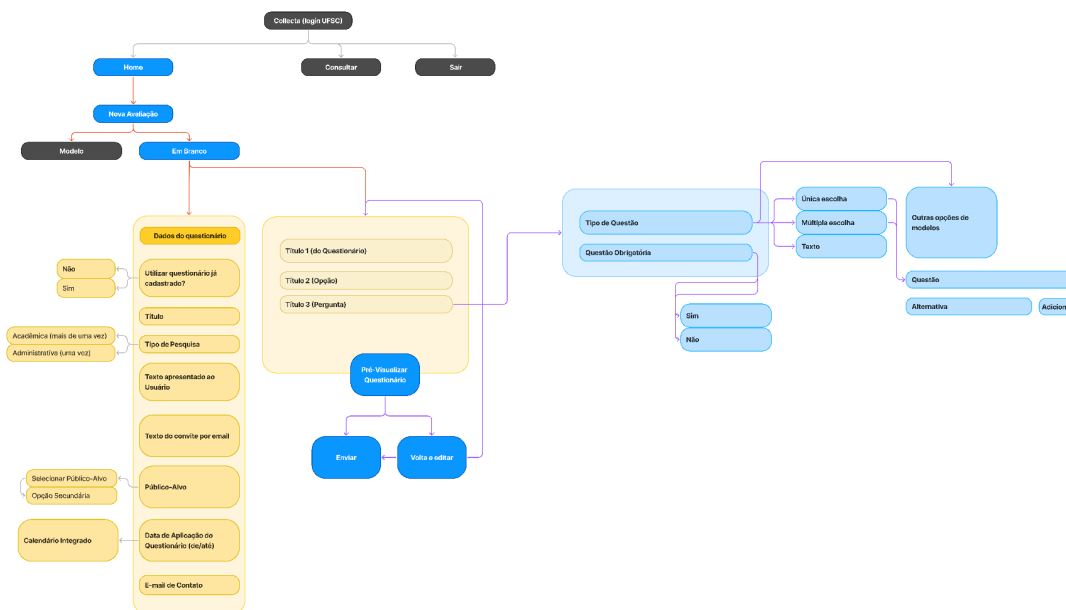 Collecta (login UFSC)
Home
Consultar
Sair
Nova Avaliação
Modelo
Em Branco
Dados do questionário
Utilizar questionário já
cadastrado?
Não
Sim
Título
Tipo de Pesquisa
Acadêmica (mais de uma vez)
Administrativa (uma vez)
Texto apresentado ao
Usuário
Texto do convite por email
Público-Alvo
Selecionar Público-Alvo
Opção Secundária
Data de Aplicação do
Questionário (de/até)
Calendário Integrado
E-mail de Contato
Título 1 (do Questionário)
Título 2 (Opção)
Título 3 (Pergunta)
Pré-Visualizar
Questionário
Enviar
Volta e editar
Tipo de Questão
Questão Obrigatória
Sim
Não
Única escolha
Múltipla escolha
Texto
Outras opções de
modelos
Questão
Alternativa
Adicion